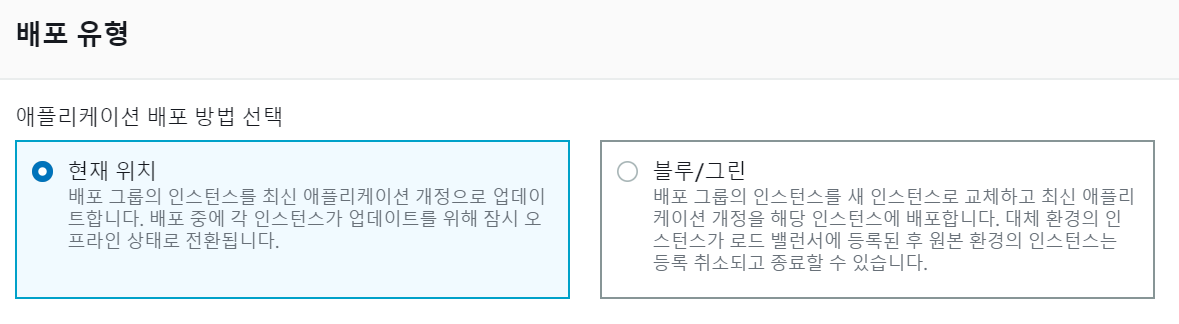 배포 유형
애플리케이션 배포 방법 선택
현재 위치
배포 그룹의 인스턴스를 최신 애플리케이션 개정으로 업데이
트합니다. 배포 중에 각 인스턴스가 업데이트를 위해 잠시 오
프라인 상태로 전환됩니다.
블루/그린
배포 그룹의 인스턴스를 새 인스턴스로 교체하고 최신 애플리
케이션 개정을 해당 인스턴스에 배포합니다. 대체 환경의 인
스턴스가 로드 밸런서에 등록된 후 원본 환경의 인스턴스는
등록 취소되고 종료할 수 있습니다.